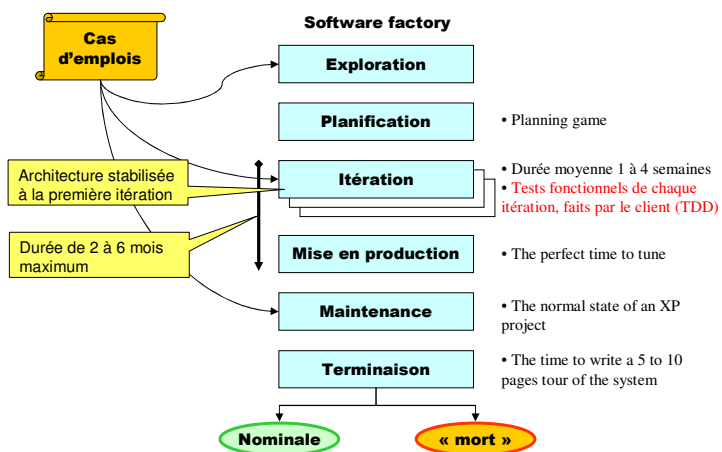 Software factory
Cas
d'emplois
Exploration
Planification
• Planning game
Architecture stabilisée
à la première itération
Itération
• Durée moyenne 1 à 4 semaines
• Tests fonctionnels de chaque
itération, faits par le client (TDD)
Durée de 2 à 6 mois
maximum
Mise en production
• The perfect time to tune
Maintenance
• The normal state of an XP
project
Terminaison
• The time to write a 5 to 10
pages tour of the system
Nominale
« mort »